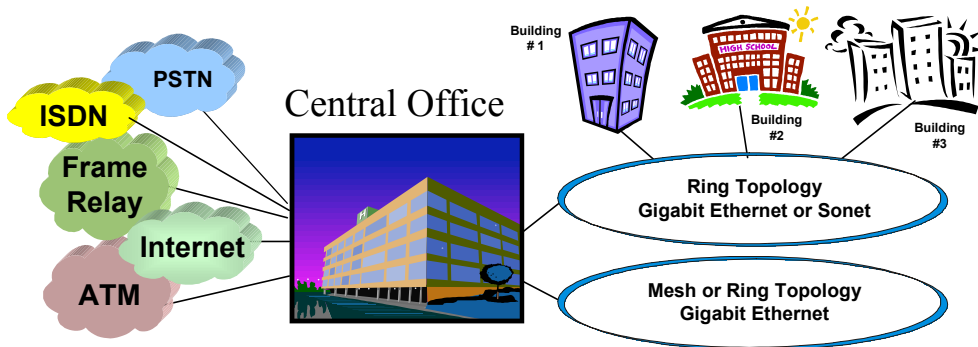 PSTN
ISDN
Frame
Relay
Internet
ATM
Central Office
Building
# 1
HIGH SCHOOL
Building
#2
Building
#3
Ring Topology
Gigabit Ethernet or Sonet
Mesh or Ring Topology
Gigabit Ethernet